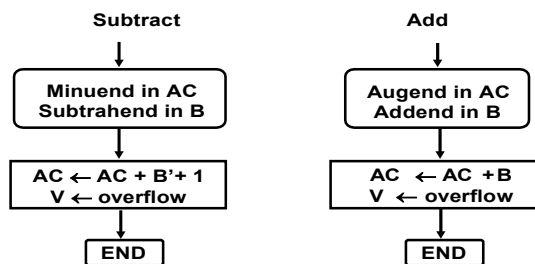 Subtract
Minuend in AC
Subtrahend in B
AC ← AC + B' + 1
V ← overflow
END
Add
Augend in AC
Addend in B
AC ← AC + B
V ← overflow
END